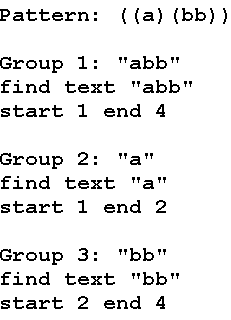 Pattern: ((a)(bb))
Group 1: "abb"
find text "abb"
start 1 end 4
Group 2: "a"
find text "a"
start 1 end 2
Group 3: "bb"
find text "bb"
start 2 end 4